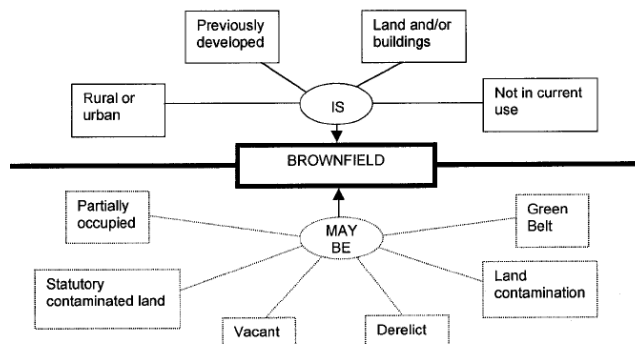 Previously
developed
Land and/or
buildings
Rural or
urban
IS
Not in current
use
BROWNFIELD
Partially
occupied
MAY
BE
Green
Belt
Statutory
contaminated land
Land
contamination
Vacant
Derelict